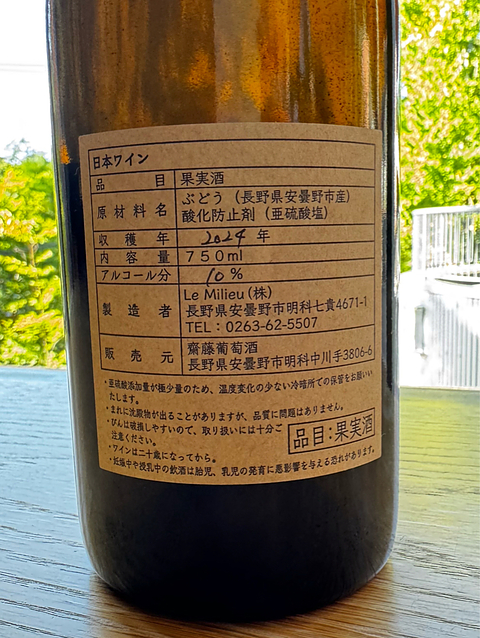 日本ワイン
品目 果実酒
原材料名 ぶどう（長野県安曇野市産）
酸化防止剤（亜硫酸塩）
収穫年 2024 年
内容量 750ml
アルコール分 10 %
製造者 Le Milieu(株)
長野県安曇野市明科七貴4671-1
TEL：0263-62-5507
販売元 齋藤葡萄酒
長野県安曇野市明科中川手3806-6
・亜硫酸添加量が極少量のため、温度変化の少ない冷暗所での保管をお願いい
たします。
・まれに沈殿物が出ることがありますが、品質に問題はありません。
・びんは破損しやすいので、取り扱いには十分ご
注意ください。
・ワインは二十歳になってから。
・妊娠中や授乳中の飲酒は胎児、乳児の発育に悪影響を与える恐れがあります。
品目：果実酒